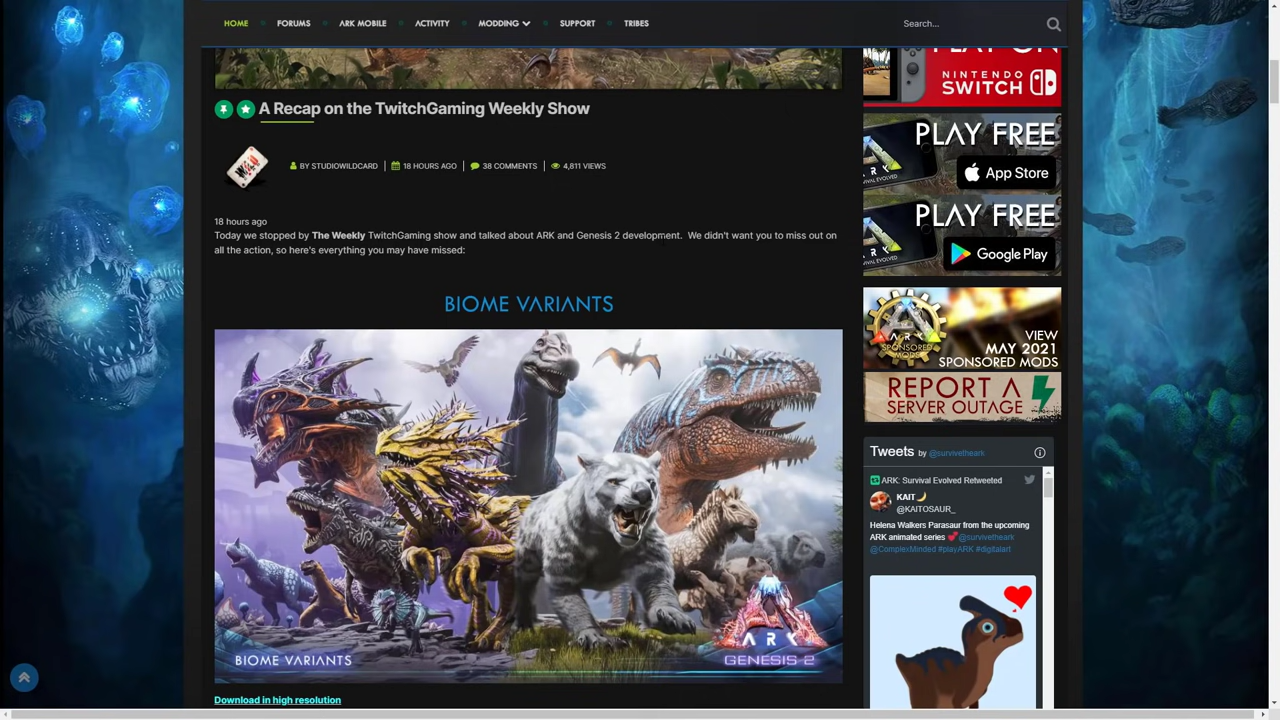 HOME
FORUMS
ARK MOBILE
ACTIVITY
MODDING
SUPPORT
TRIBES
Search...
NINTENDO
SWITCH
A Recap on the TwitchGaming Weekly Show
BY STUDIOWILDCARD
18 HOURS AGO
38 COMMENTS
4,811 VIEWS
18 hours ago
Today we stopped by The Weekly TwitchGaming show and talked about ARK and Genesis 2 development. We didn't want you to miss out on
all the action, so here's everything you may have missed:
BIOME VARIANTS
BIOME VARIANTS
ARK
GENESIS 2
Download in high resolution
PLAY FREE
App Store
PLAY FREE
Google Play
ARK
SPONSORED
MODS
VIEW
MAY 2021
SPONSORED MODS
REPORT A
SERVER OUTAGE
Tweets by @survivetheark
ARK: Survival Evolved Retweeted
KAIT🌙
@KAITOSAUR_
Helena Walkers Parasaur from the upcoming
ARK animated series 💕@survivetheark
@ComplexMinded #playARK #digitalart